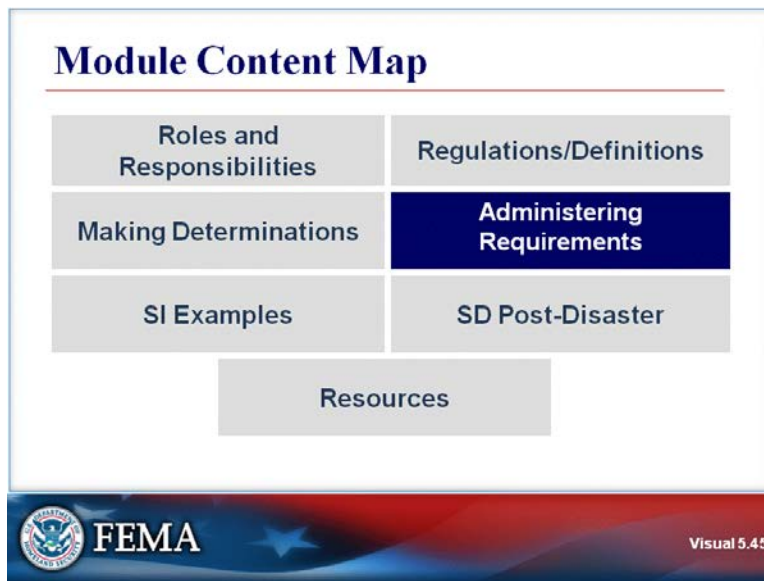 Module Content Map
Roles and
Responsibilities
Regulations/Definitions
Making Determinations
Administering
Requirements
SI Examples
SD Post-Disaster
Resources
FEMA
Visual 5.45